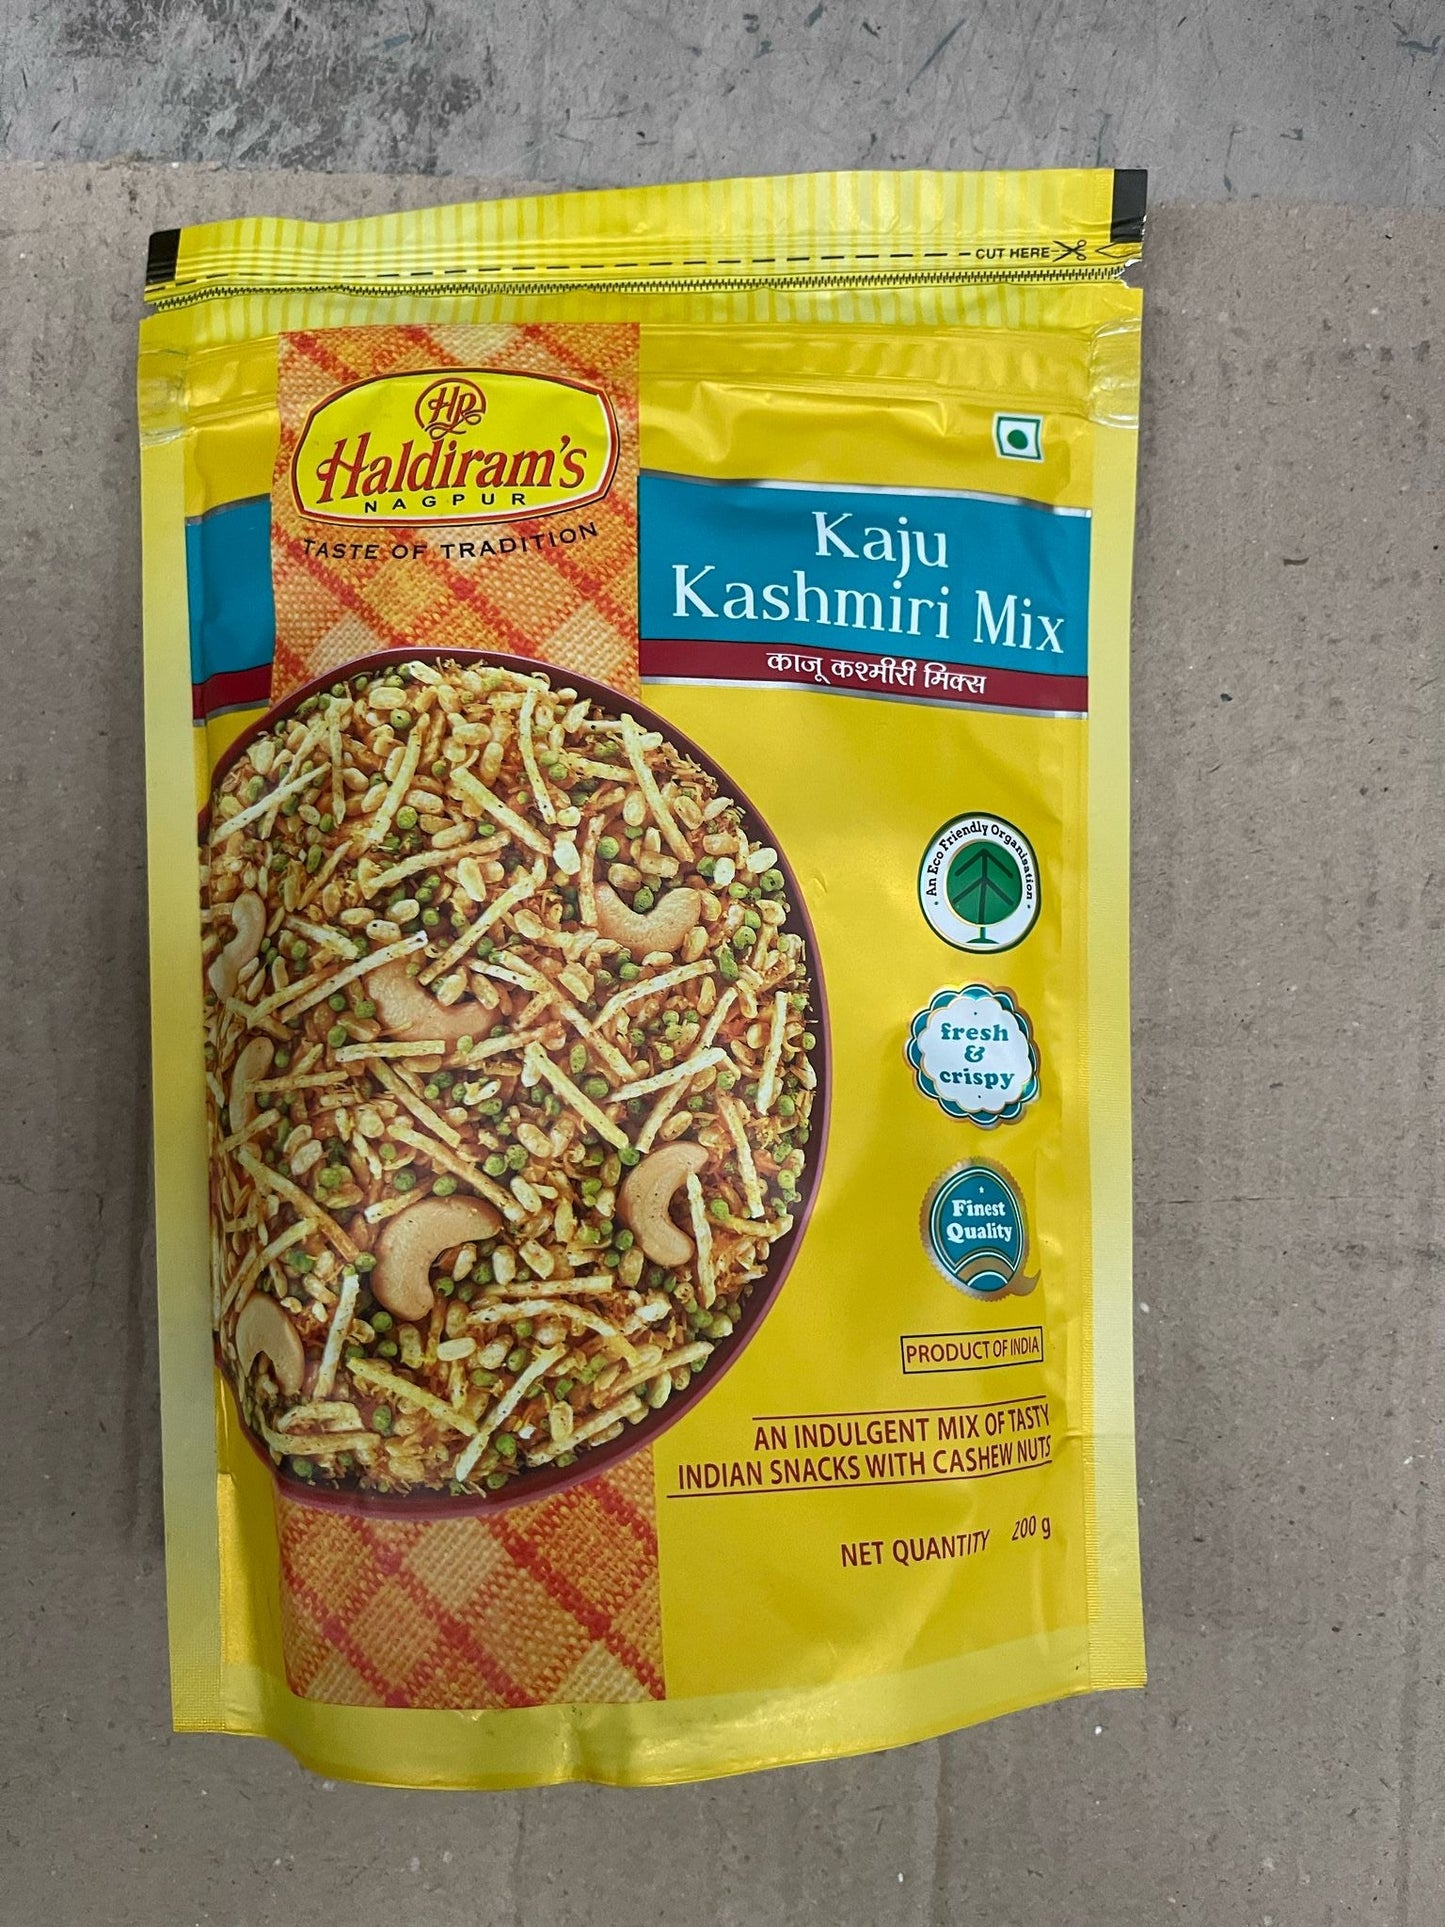 CUT HERE
HR
Haldiram's
NAGPUR
TASTE OF TRADITION
Kaju
Kashmiri Mix
काजू कश्मीरी मिक्स
An Eco Friendly Organisation
fresh
&
crispy
Finest
Quality
PRODUCT OF INDIA
AN INDULGENT MIX OF TASTY
INDIAN SNACKS WITH CASHEW NUTS
NET QUANTITY 200 g